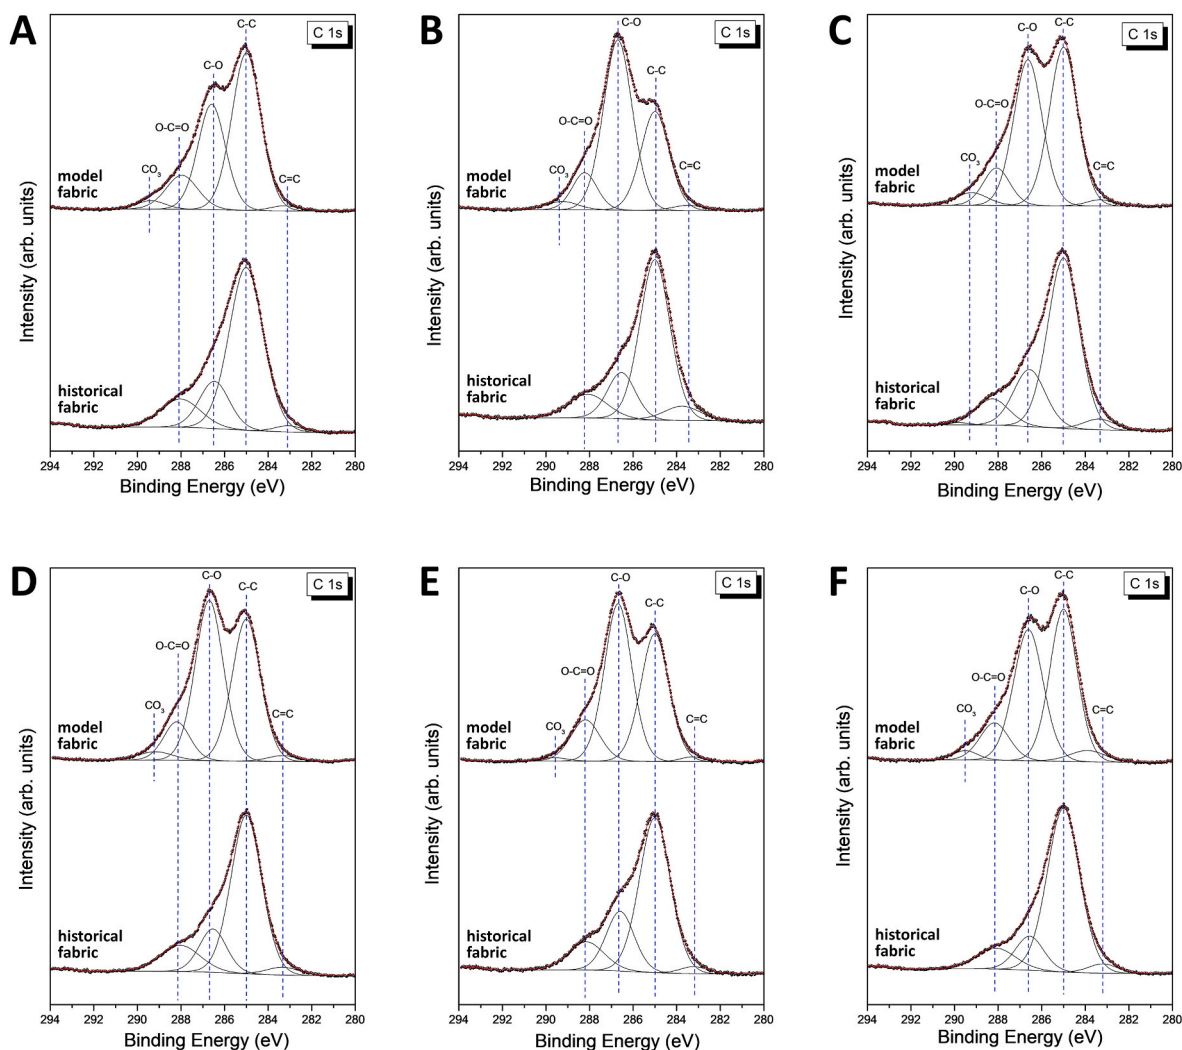 A
C 1s
C-C
C-O
O-C=O
CO3
C=C
model
fabric
historical
fabric
Intensity (arb. units)
294 292 290 288 286 284 282 280
Binding Energy (eV)
B
C 1s
C-O
C-C
O-C=O
CO3
C=C
model
fabric
historical
fabric
Intensity (arb. units)
294 292 290 288 286 284 282 280
Binding Energy (eV)
C
C 1s
C-O
C-C
O-C=O
CO3
C=C
model
fabric
historical
fabric
Intensity (arb. units)
294 292 290 288 286 284 282 280
Binding Energy (eV)
D
C 1s
C-O
C-C
O-C=O
CO3
C=C
model
fabric
historical
fabric
Intensity (arb. units)
294 292 290 288 286 284 282 280
Binding Energy (eV)
E
C 1s
C-O
C-C
O-C=O
CO3
C=C
model
fabric
historical
fabric
Intensity (arb. units)
294 292 290 288 286 284 282 280
Binding Energy (eV)
F
C 1s
C-O
C-C
O-C=O
CO3
C=C
model
fabric
historical
fabric
Intensity (arb. units)
294 292 290 288 286 284 282 280
Binding Energy (eV)